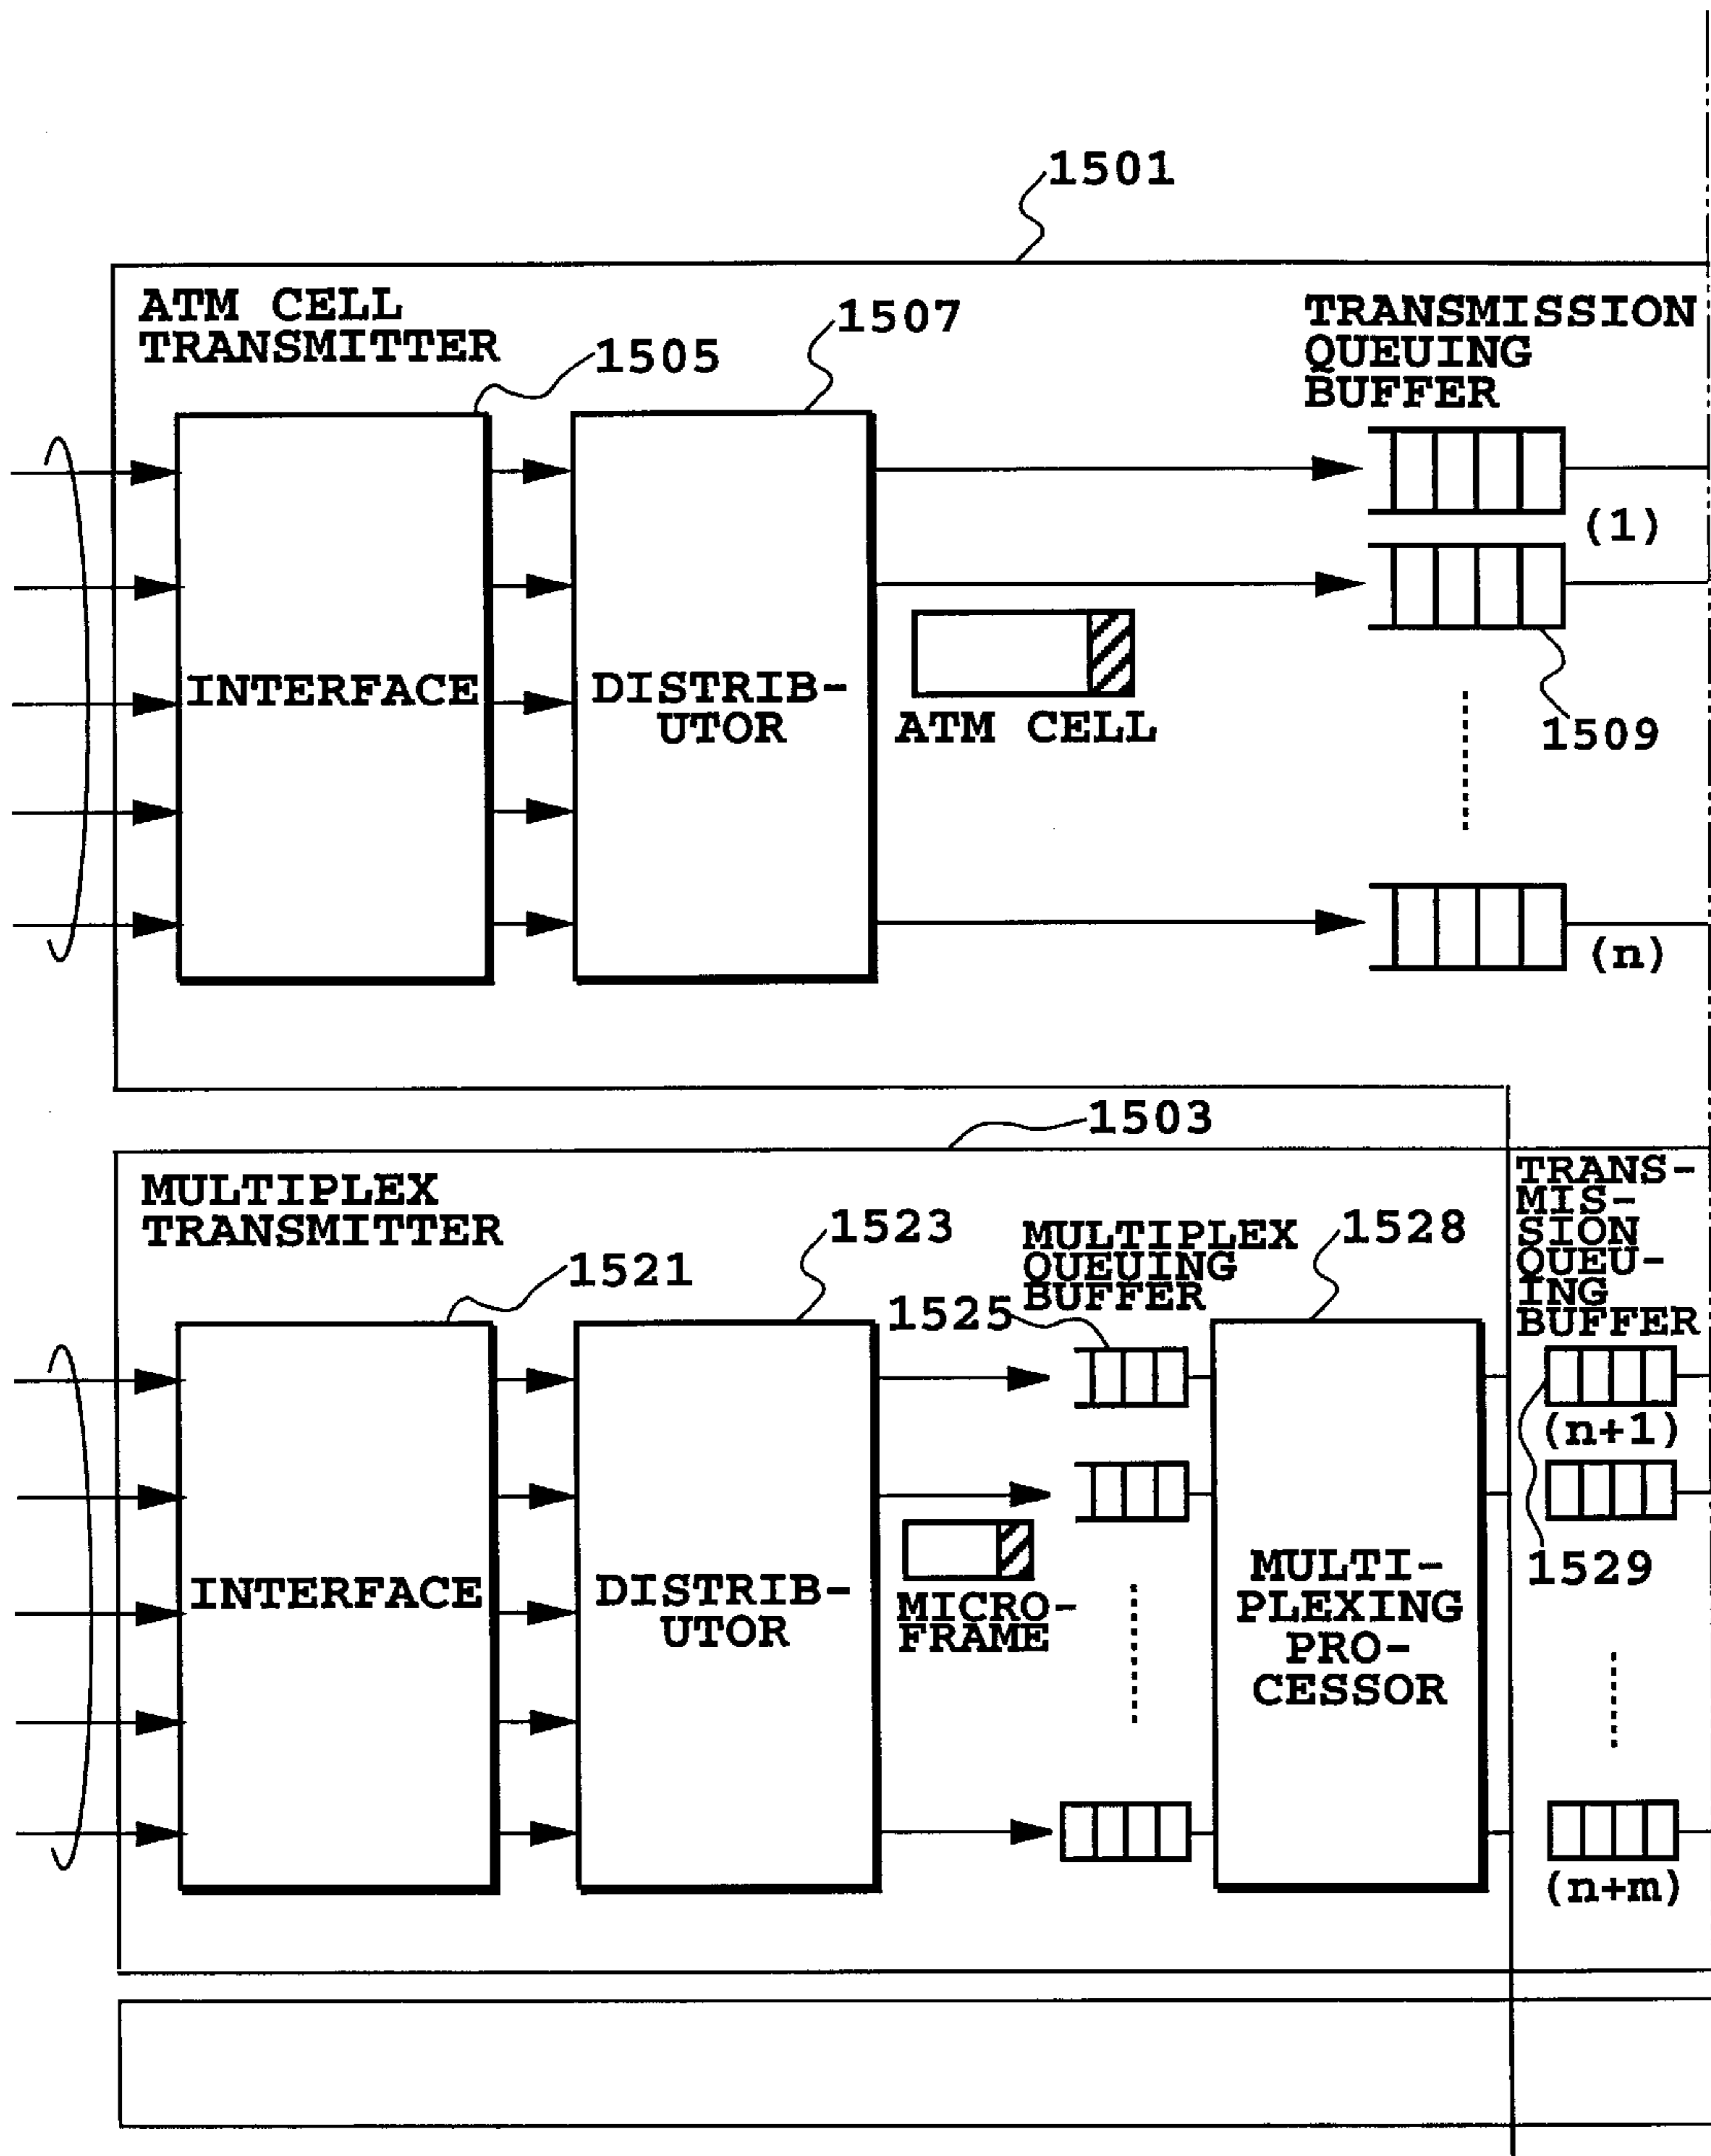 1501
ATM CELL
TRANSMITTER
1505
1507
TRANSMISSION
QUEUING
BUFFER
(1)
INTERFACE
DISTRIB-
UTOR
ATM CELL
1509
(n)
1503
MULTIPLEX
TRANSMITTER
1521
1523
MULTIPLEX
QUEUING
BUFFER
1525
1528
TRANS-
MIS-
SION
QUEU-
ING
BUFFER
(n+1)
INTERFACE
DISTRIB-
UTOR
MICRO-
FRAME
MULTI-
PLEXING
PRO-
CESSOR
1529
(n+m)